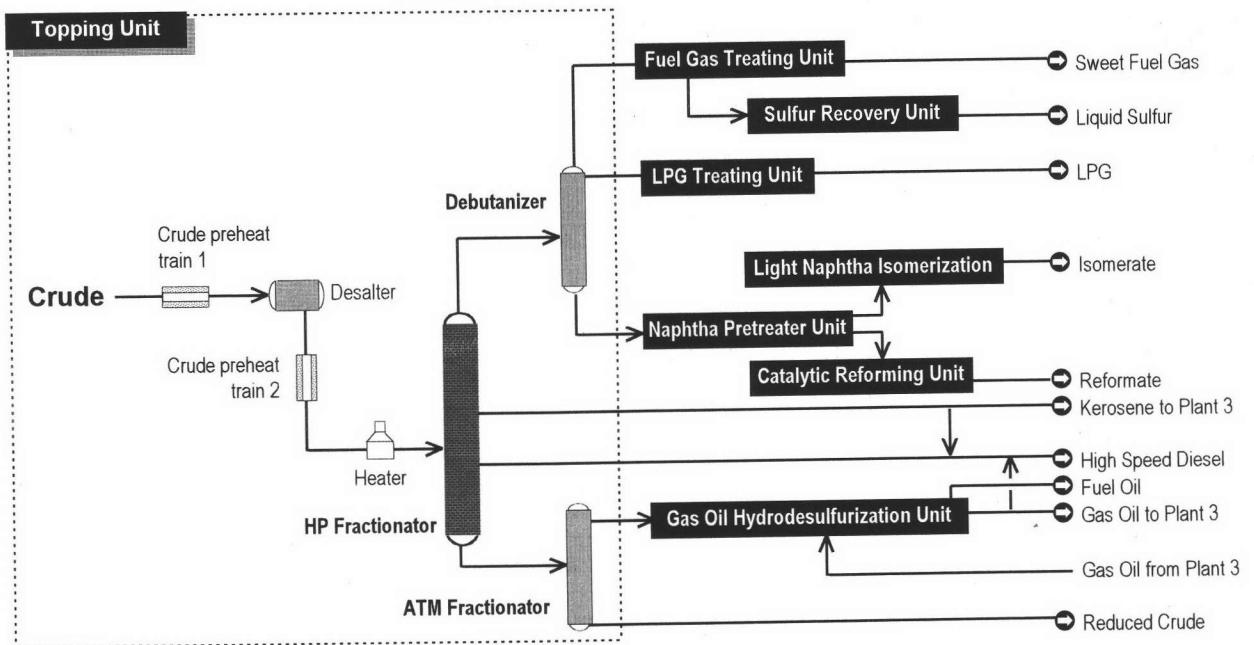 Topping Unit
Fuel Gas Treating Unit
Sweet Fuel Gas
Sulfur Recovery Unit
Liquid Sulfur
LPG Treating Unit
LPG
Debutanizer
Crude preheat
train 1
Light Naphtha Isomerization
Isomerate
Crude
Desalter
Naphtha Pretreater Unit
Crude preheat
train 2
Catalytic Reforming Unit
Reformate
Kerosene to Plant 3
Heater
High Speed Diesel
Fuel Oil
HP Fractionator
Gas Oil Hydrodesulfurization Unit
Gas Oil to Plant 3
Gas Oil from Plant 3
ATM Fractionator
Reduced Crude